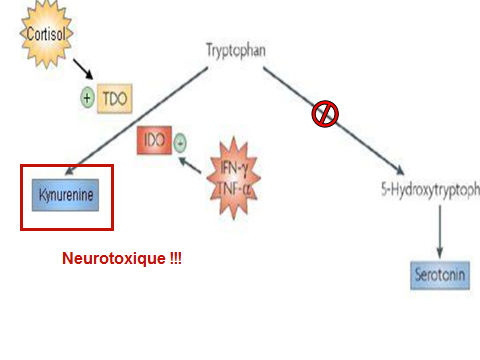 Cortisol
Tryptophan
+ TDO
IDO +
IFN-γ
TNF-α
Kynurenine
5-Hydroxytryptoph
Neurotoxique !!!
Serotonin